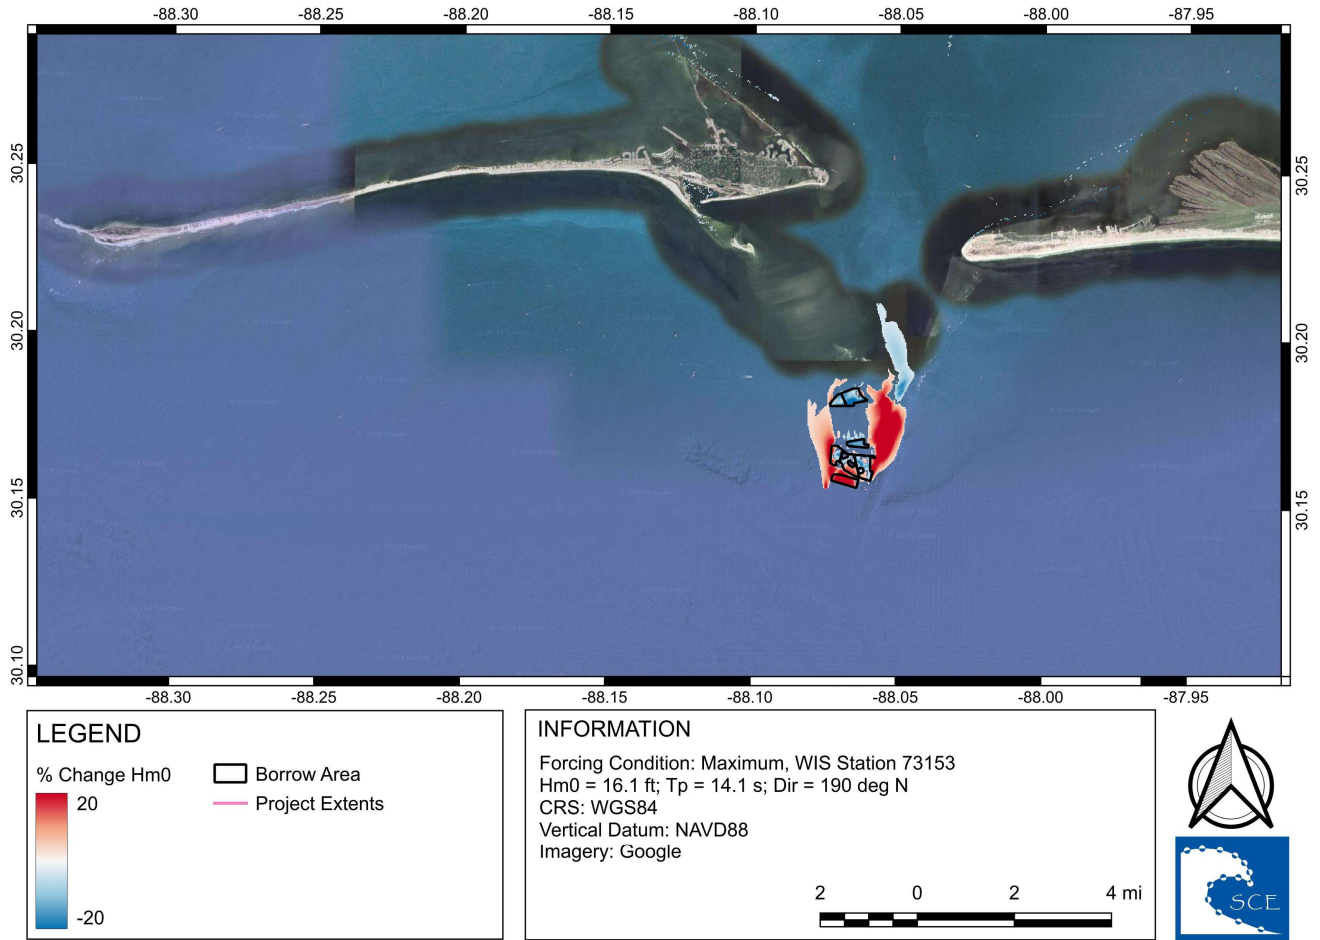 -88.30 -88.25 -88.20 -88.15 -88.10 -88.05 -88.00 -87.95
30.25 30.25
30.20 30.20
30.15 30.15
30.10
-88.30 -88.25 -88.20 -88.15 -88.10 -88.05 -88.00 -87.95
LEGEND
% Change Hm0
20
-20
Borrow Area
Project Extents
INFORMATION
Forcing Condition: Maximum, WIS Station 73153
Hm0 = 16.1 ft; Tp = 14.1 s; Dir = 190 deg N
CRS: WGS84
Vertical Datum: NAVD88
Imagery: Google
2 0 2 4 mi
SCE